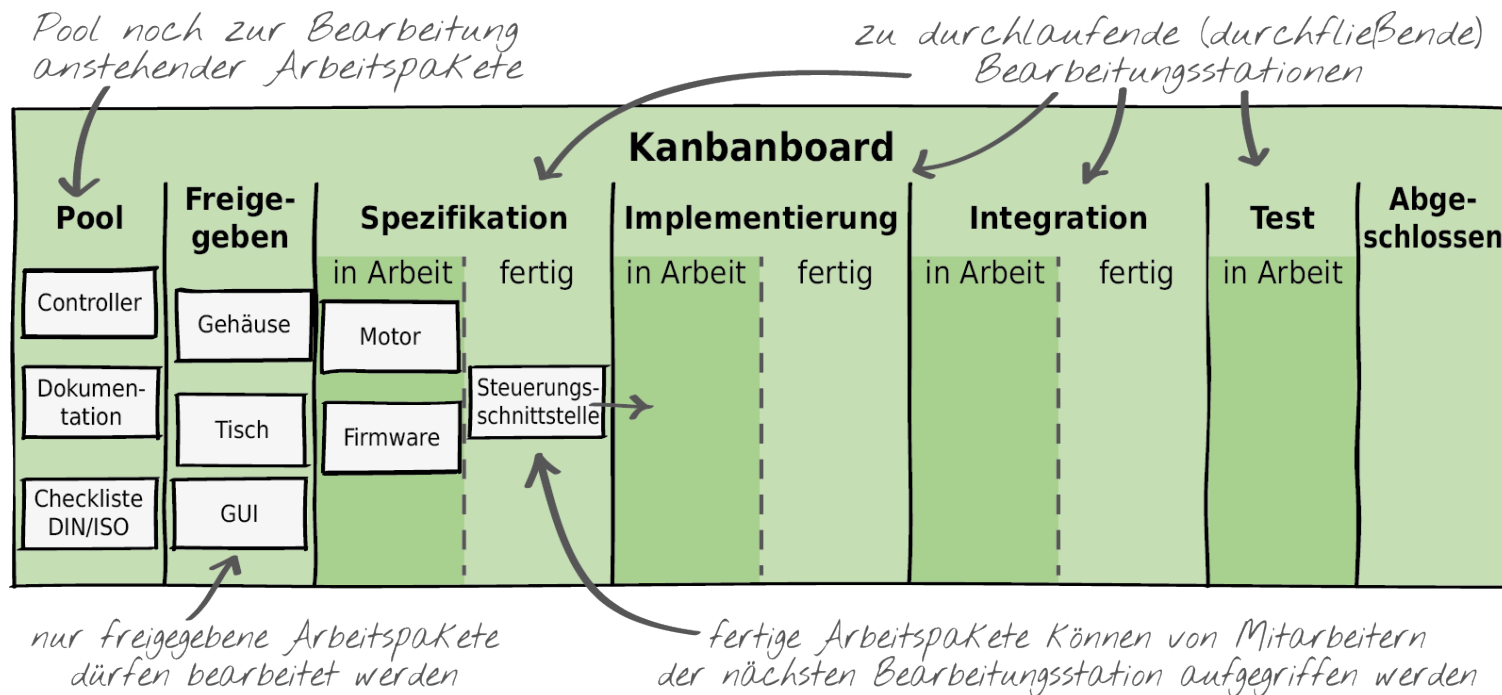 Pool noch zur Bearbeitung
anstehender Arbeitspakete
zu durchlaufende (durchfließende)
Bearbeitungsstationen
Kanbanboard
Pool
Freige-
geben
Spezifikation
Implementierung
Integration
Test
Abge-
schlossen
in Arbeit
fertig
in Arbeit
fertig
in Arbeit
fertig
in Arbeit
Controller
Dokumen-
tation
Checkliste
DIN/ISO
Gehäuse
Tisch
GUI
Motor
Firmware
Steuerungs-
schnittstelle
nur freigegebene Arbeitspakete
dürfen bearbeitet werden
fertige Arbeitspakete können von Mitarbeitern
der nächsten Bearbeitungsstation aufgegriffen werden